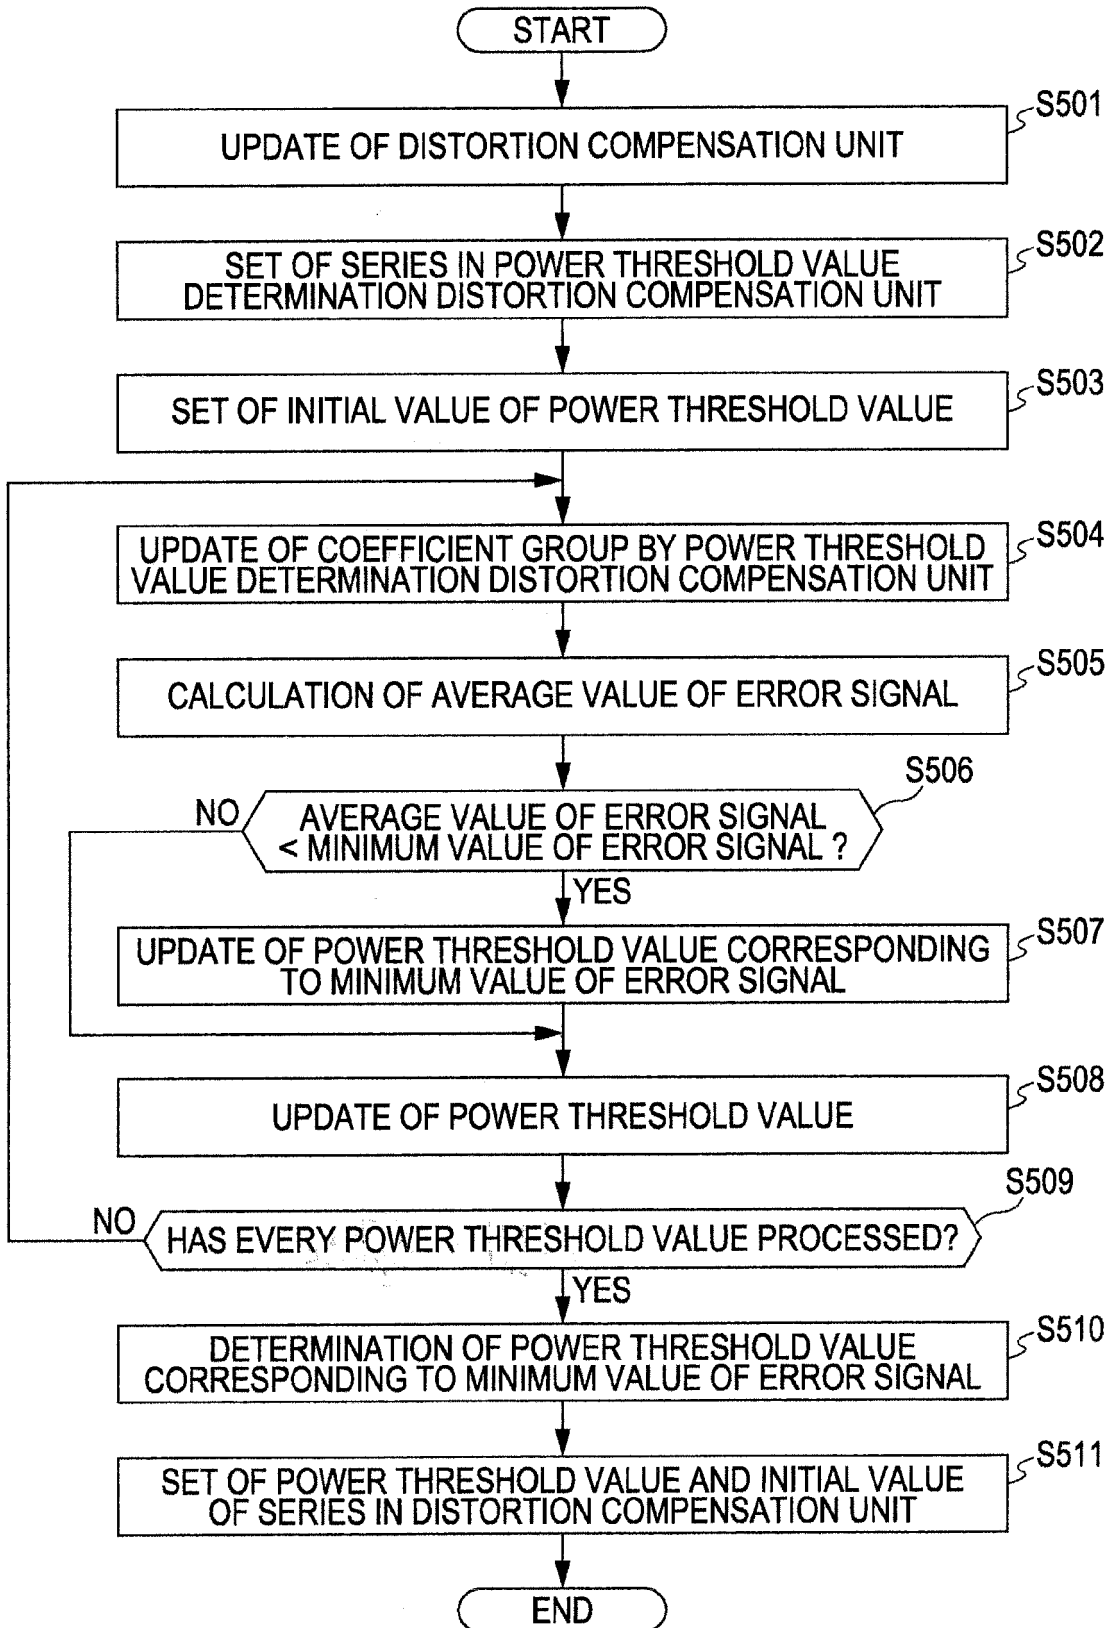 START
S501
UPDATE OF DISTORTION COMPENSATION UNIT
S502
SET OF SERIES IN POWER THRESHOLD VALUE
DETERMINATION DISTORTION COMPENSATION UNIT
S503
SET OF INITIAL VALUE OF POWER THRESHOLD VALUE
S504
UPDATE OF COEFFICIENT GROUP BY POWER THRESHOLD
VALUE DETERMINATION DISTORTION COMPENSATION UNIT
S505
CALCULATION OF AVERAGE VALUE OF ERROR SIGNAL
S506
NO
AVERAGE VALUE OF ERROR SIGNAL
< MINIMUM VALUE OF ERROR SIGNAL ?
YES
S507
UPDATE OF POWER THRESHOLD VALUE CORRESPONDING
TO MINIMUM VALUE OF ERROR SIGNAL
S508
UPDATE OF POWER THRESHOLD VALUE
S509
NO
HAS EVERY POWER THRESHOLD VALUE PROCESSED?
YES
S510
DETERMINATION OF POWER THRESHOLD VALUE
CORRESPONDING TO MINIMUM VALUE OF ERROR SIGNAL
S511
SET OF POWER THRESHOLD VALUE AND INITIAL VALUE
OF SERIES IN DISTORTION COMPENSATION UNIT
END